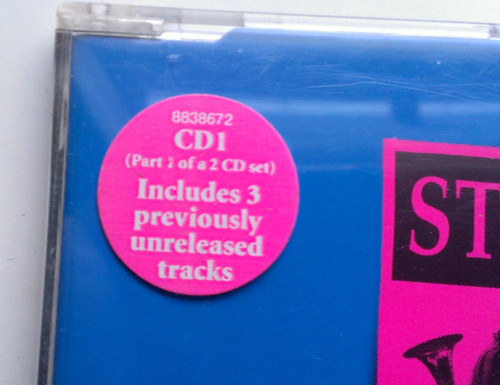 8838672
CD1
(Part 1 of a 2 CD set)
Includes 3
previously
unreleased
tracks
ST